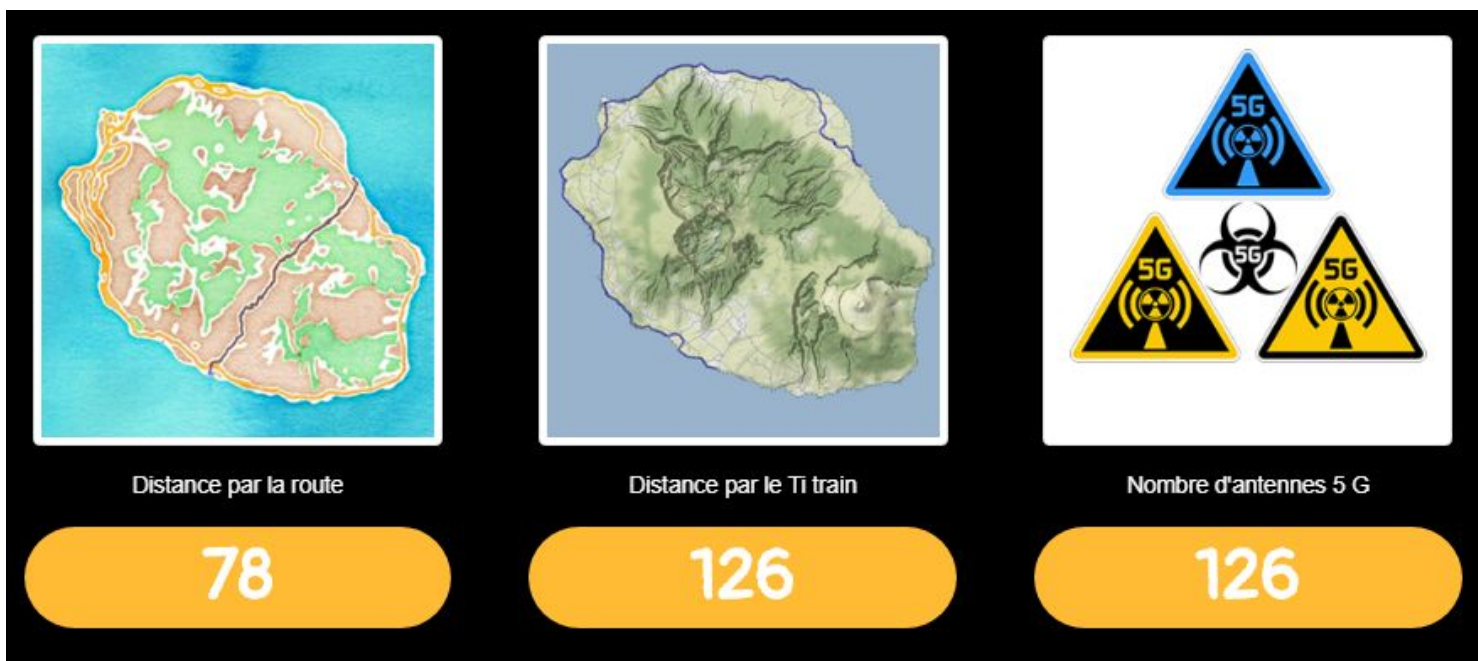 5G
5G
5G
5G
Distance par la route
Distance par le Ti train
Nombre d'antennes 5 G
78
126
126